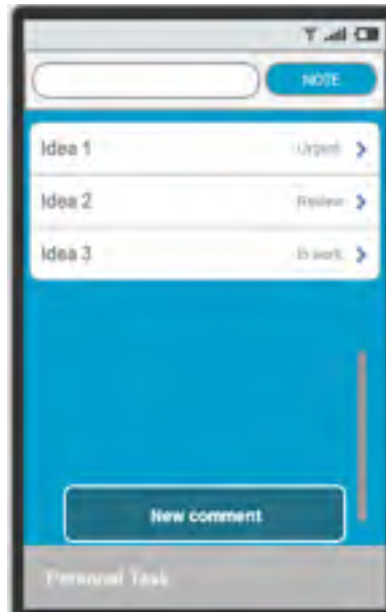 NOTE
Idea 1 Urgent
Idea 2 Review
Idea 3 In work
New comment
Personal Task